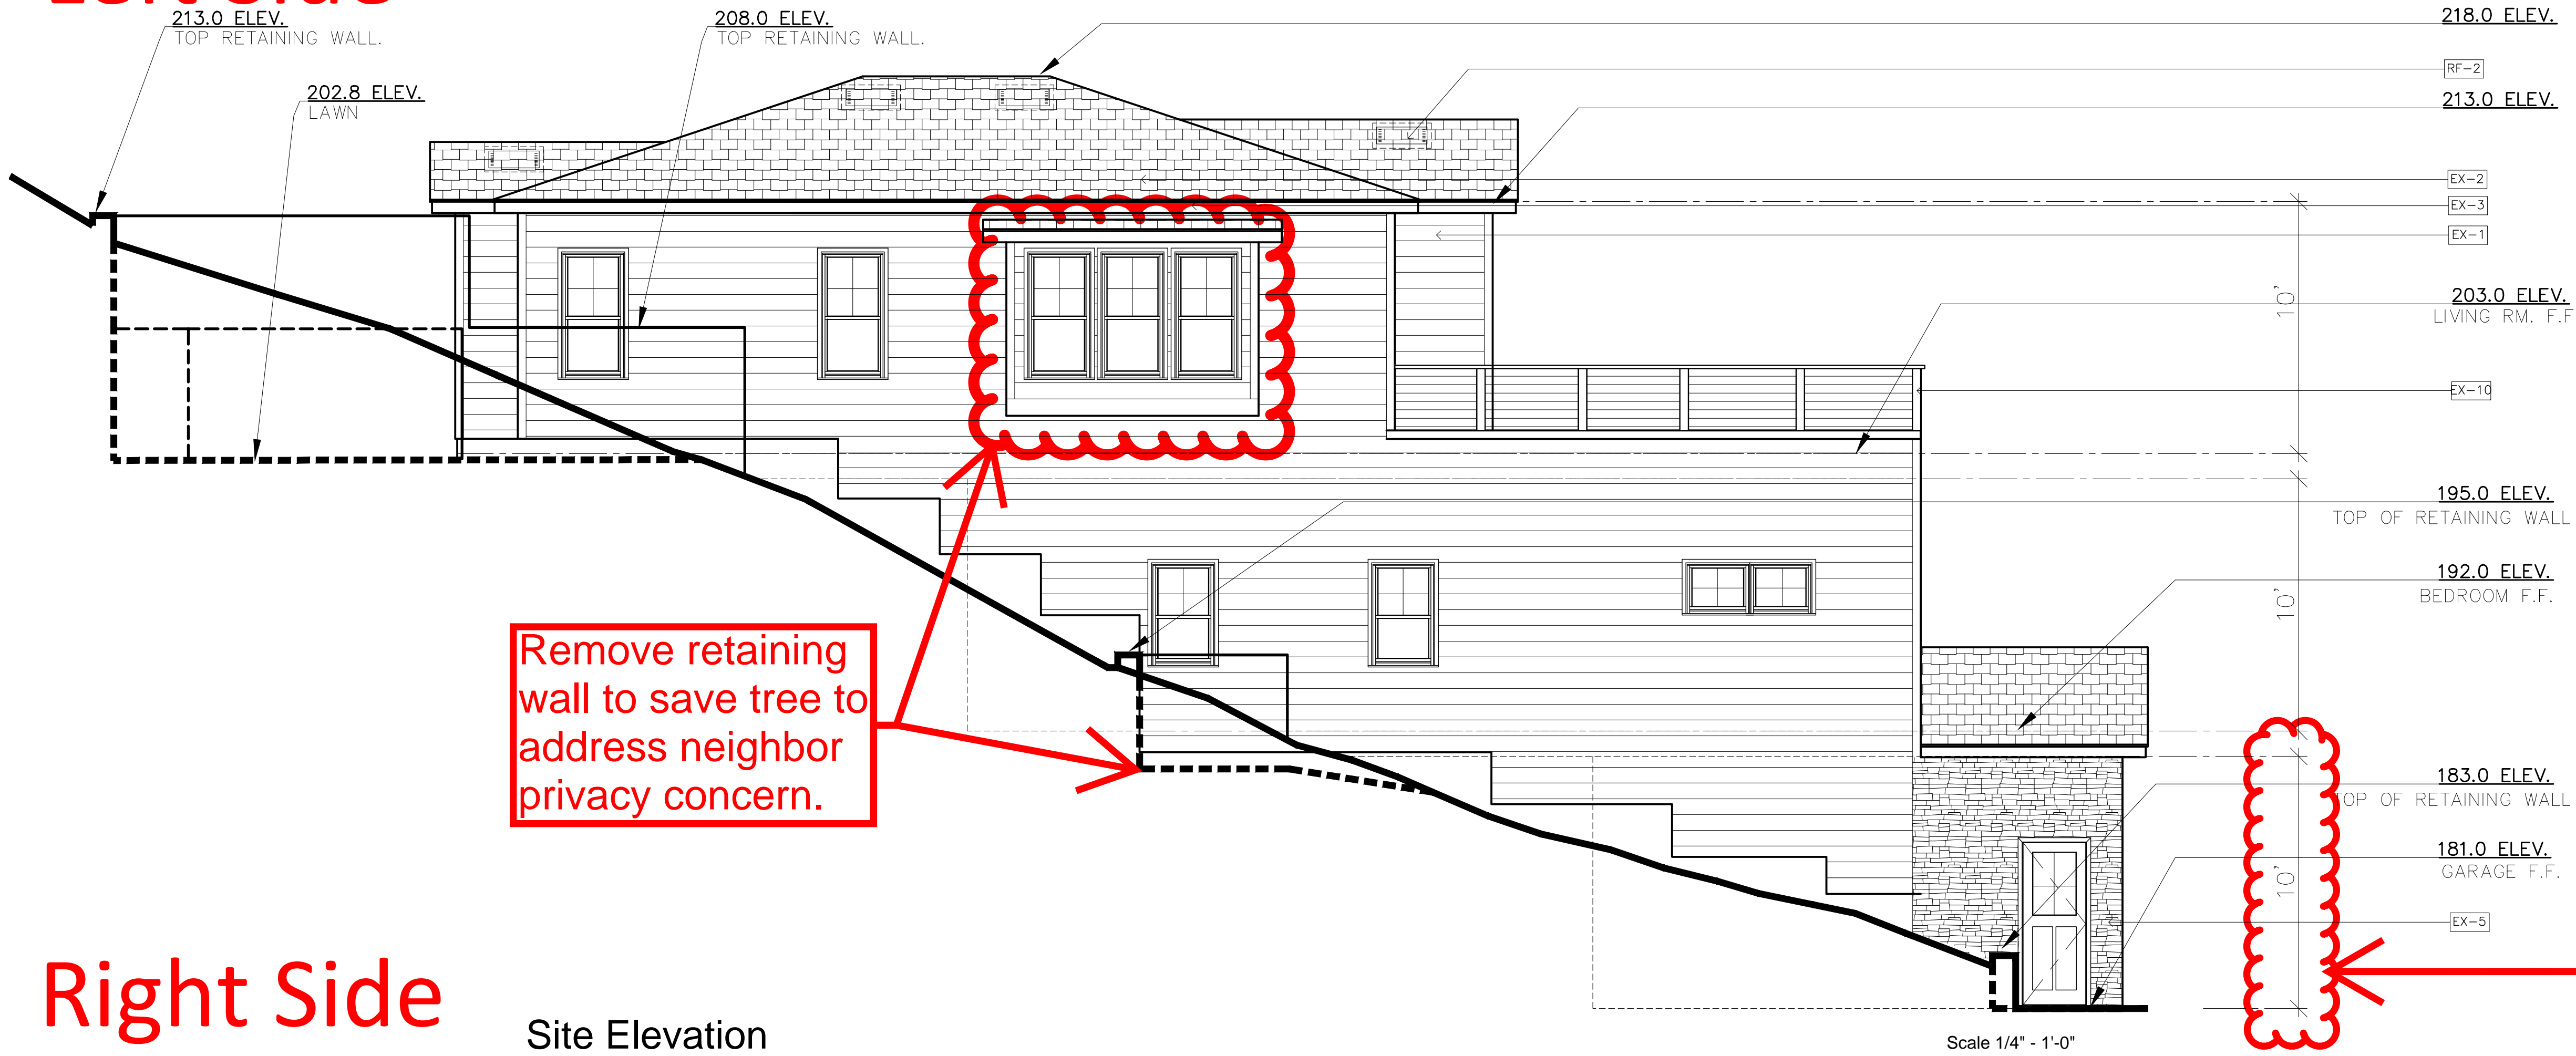 Left Side
213.0 ELEV.
TOP RETAINING WALL.
208.0 ELEV.
TOP RETAINING WALL.
218.0 ELEV.
202.8 ELEV.
LAWN
RF-2
213.0 ELEV.
EX-2
EX-3
EX-1
203.0 ELEV.
LIVING RM. F.F
10'
EX-10
195.0 ELEV.
TOP OF RETAINING WALL
192.0 ELEV.
BEDROOM F.F.
10'
Remove retaining
wall to save tree to
address neighbor
privacy concern.
183.0 ELEV.
TOP OF RETAINING WALL
181.0 ELEV.
GARAGE F.F.
10'
EX-5
Right Side
Site Elevation
Scale 1/4" - 1'-0"